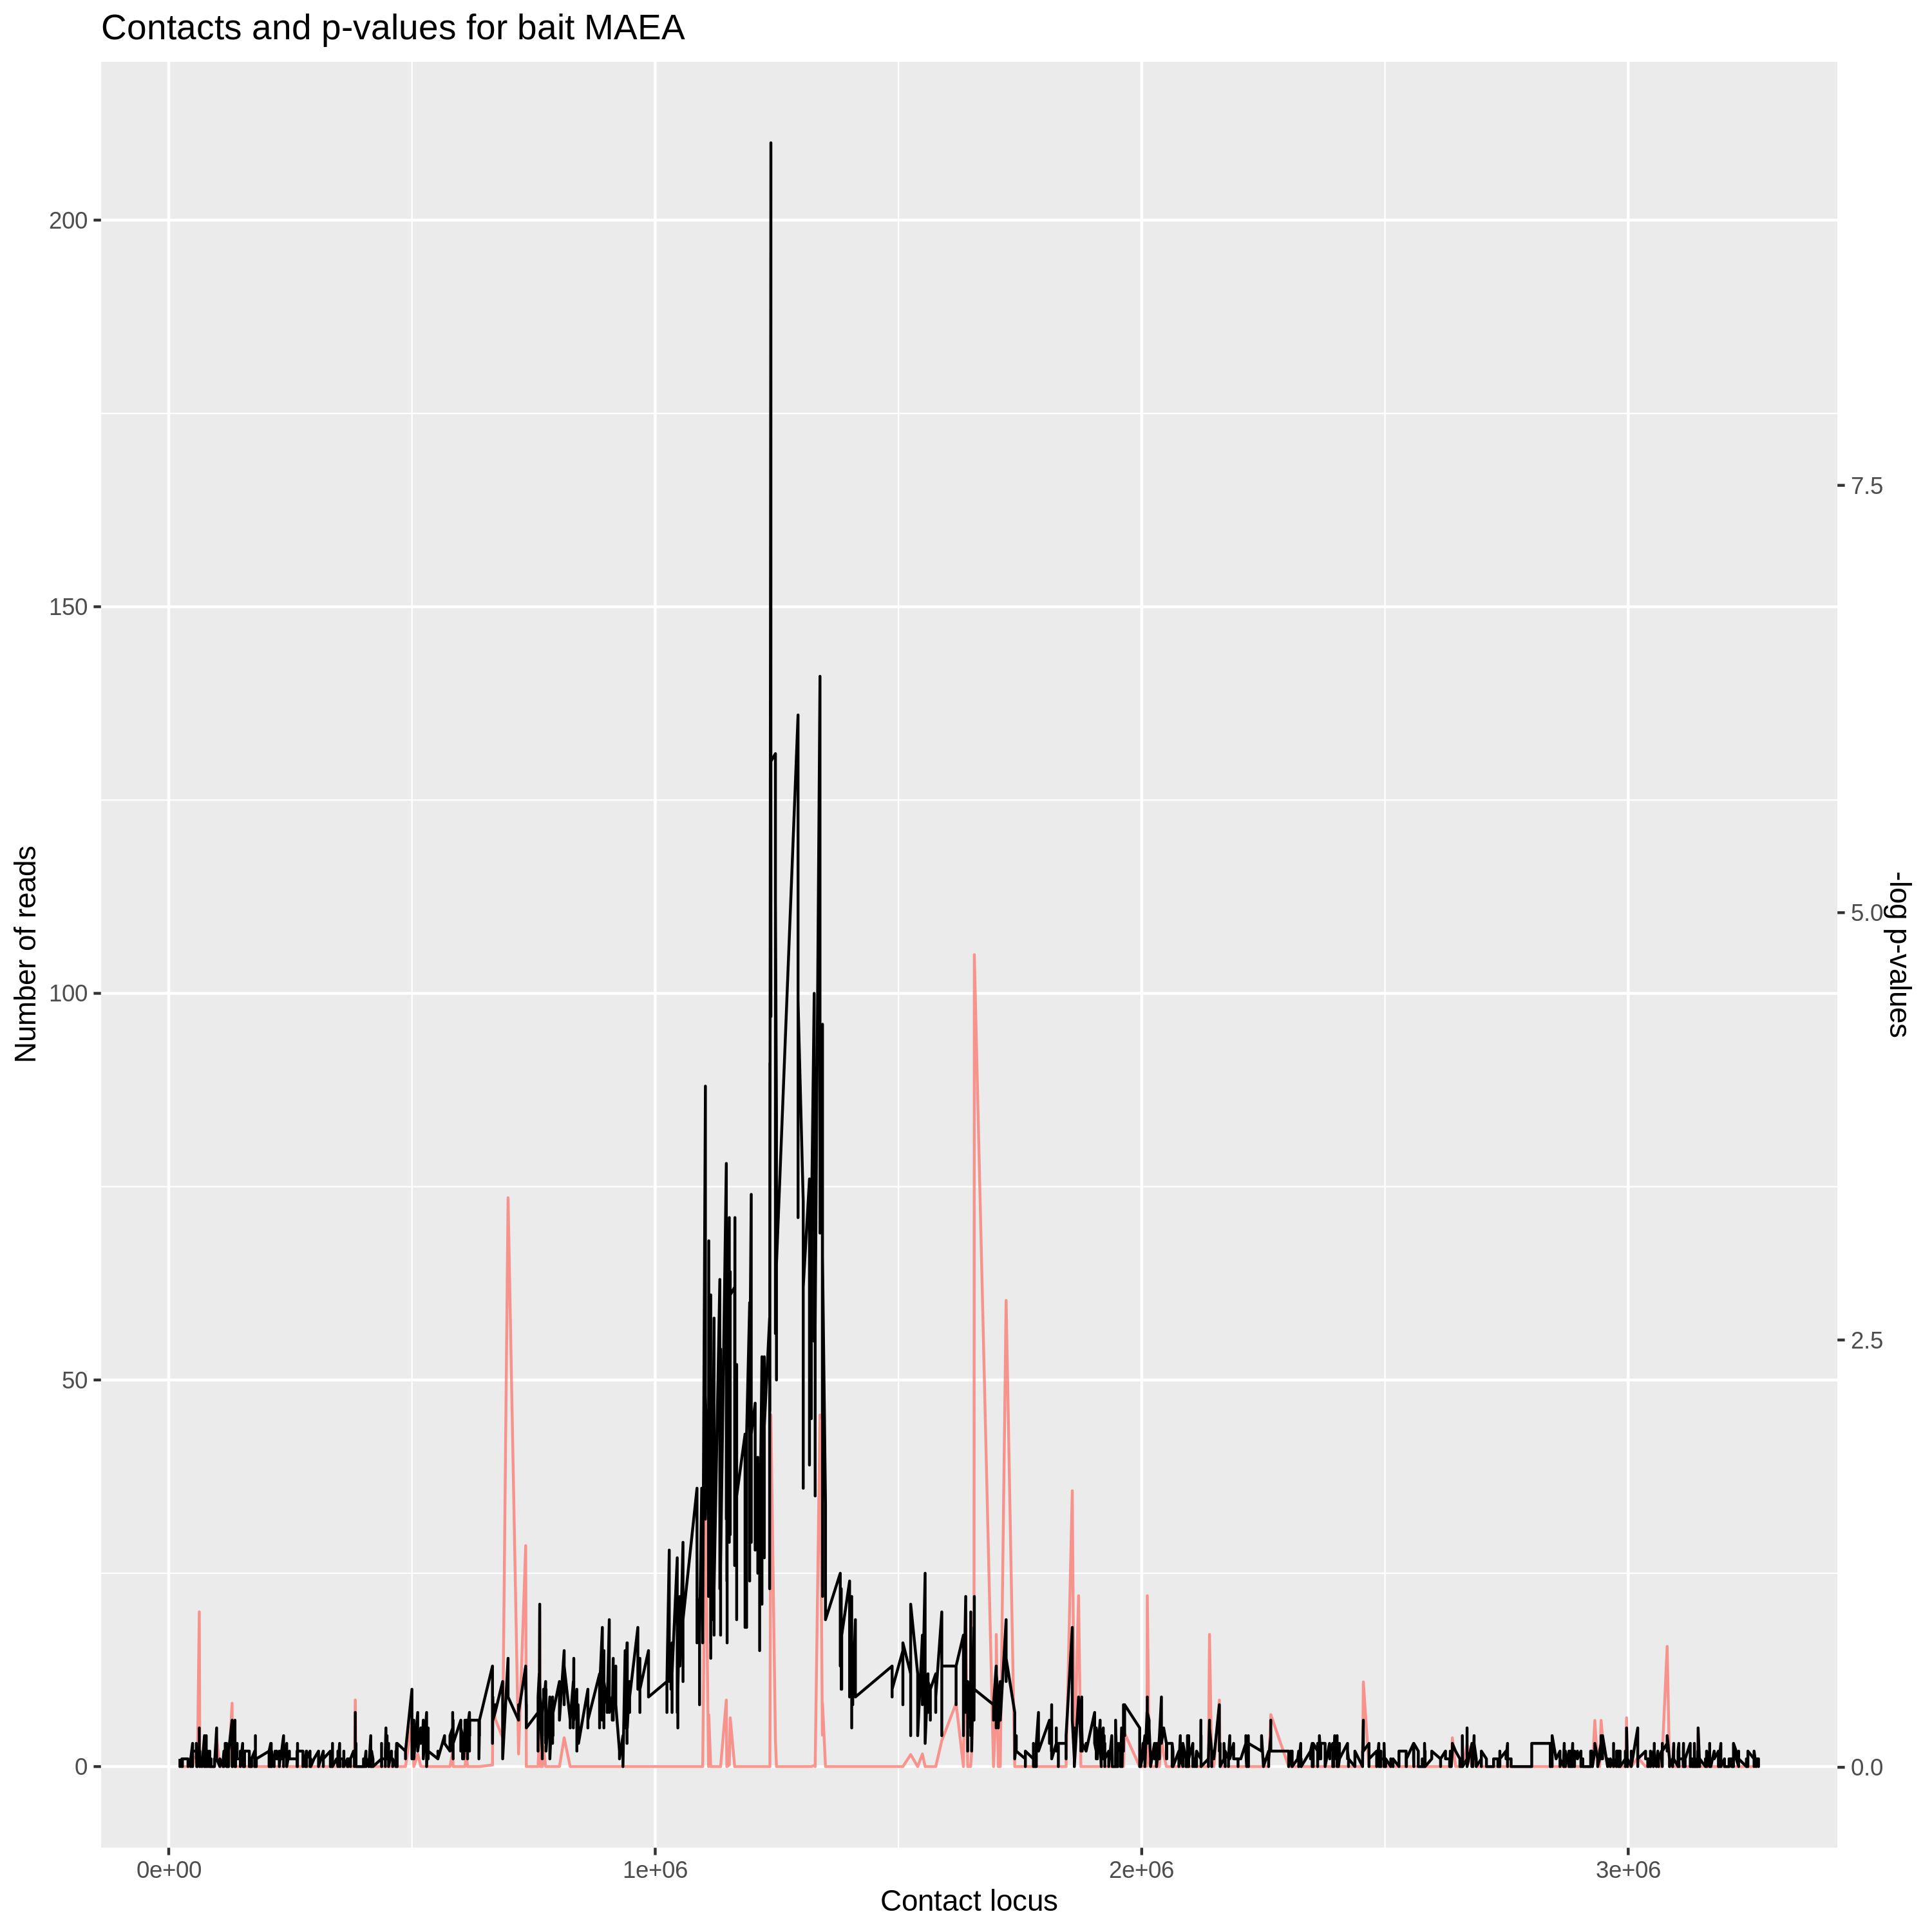 Contacts and p-values for bait MAEA
200
150
100
50
0
Number of reads
7.5
5.0
2.5
0.0
-log p-values
0e+00
1e+06
2e+06
3e+06
Contact locus